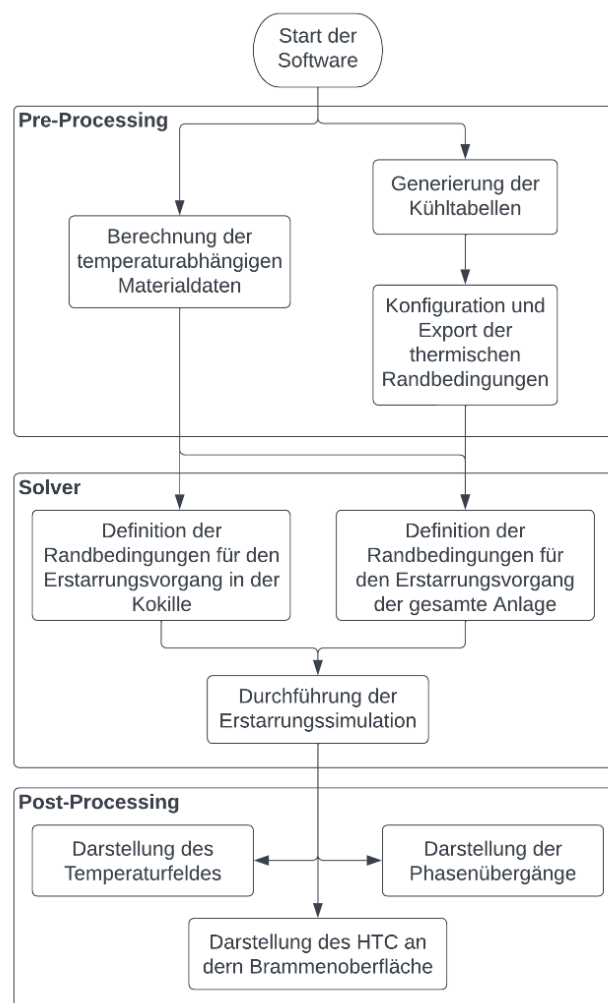 Start der
Software
Pre-Processing
Generierung der
Kühltabellen
Berechnung der
temperaturabhängigen
Materialdaten
Konfiguration und
Export der
thermischen
Randbedingungen
Solver
Definition der
Randbedingungen für den
Erstarrungsvorgang in der
Kokille
Definition der
Randbedingungen für
den Erstarrungsvorgang
der gesamte Anlage
Durchführung der
Erstarrungssimulation
Post-Processing
Darstellung des
Temperaturfeldes
Darstellung der
Phasenübergänge
Darstellung des HTC an
dern Brammenoberfläche